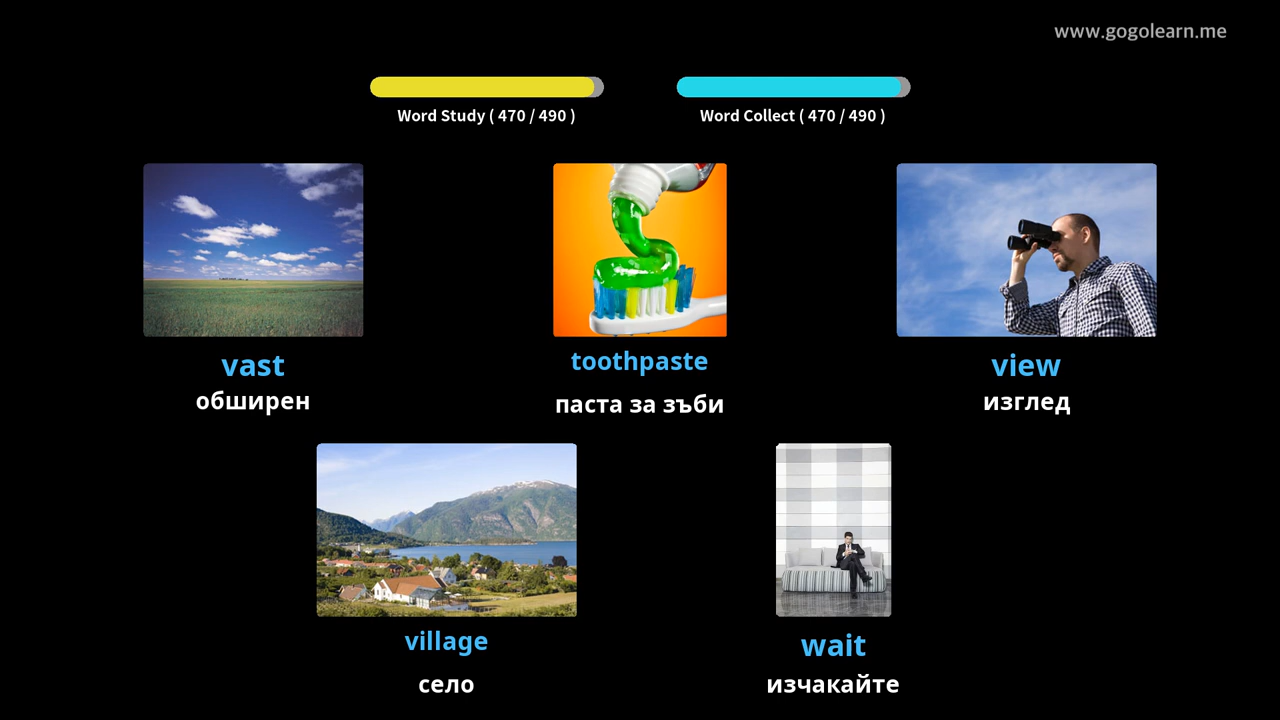 www.gogolearn.me
Word Study ( 470 / 490 )
Word Collect ( 470 / 490 )
vast
обширен
toothpaste
паста за зъби
view
изглед
village
село
wait
изчакайте